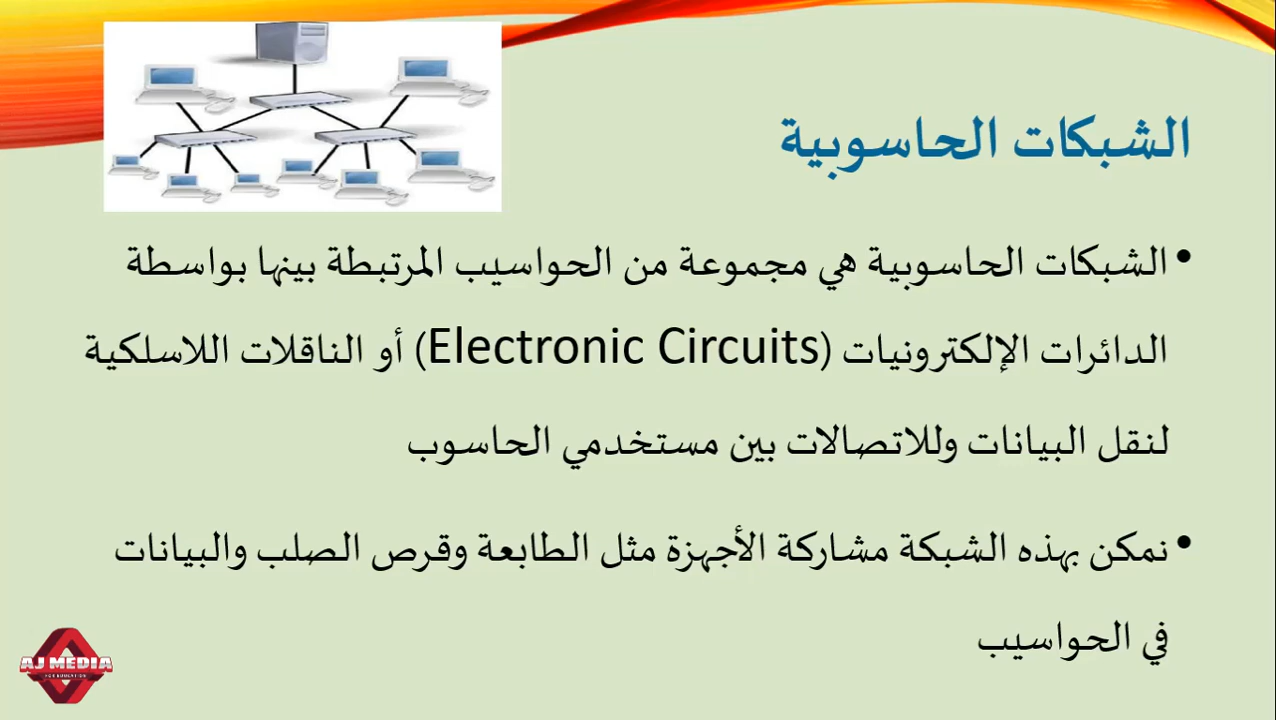 الشبكات الحاسوبية
• الشبكات الحاسوبية هي مجموعة من الحواسيب المرتبطة بينها بواسطة
الدائرات الإلكترونيات (Electronic Circuits) أو الناقلات اللاسلكية
لنقل البيانات وللاتصالات بين مستخدمي الحاسوب
• نمكن بهذه الشبكة مشاركة الأجهزة مثل الطابعة وقرص الصلب والبيانات
في الحواسيب
AJ MEDIA
FOR EDUCATION